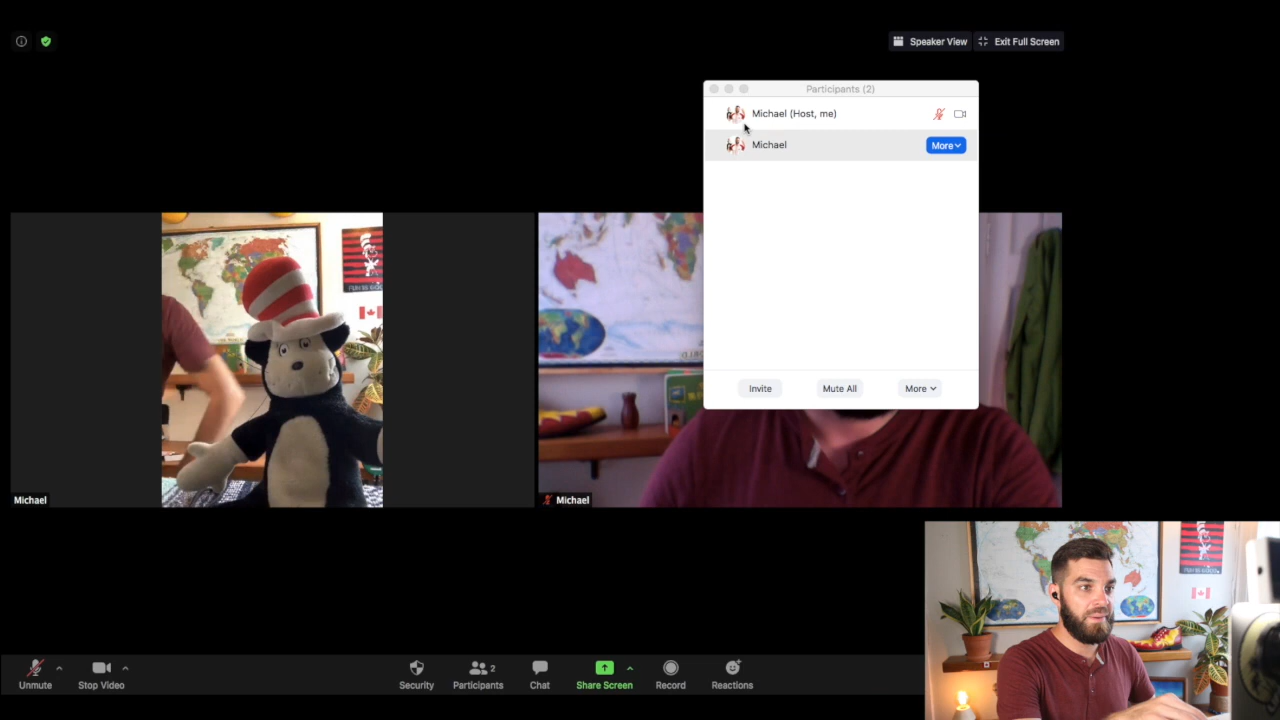 Speaker View
Exit Full Screen
Participants (2)
Michael (Host, me)
Michael
More
Invite
Mute All
More
Michael
Michael
Unmute
Stop Video
Security
Participants
2
Chat
Share Screen
Record
Reactions